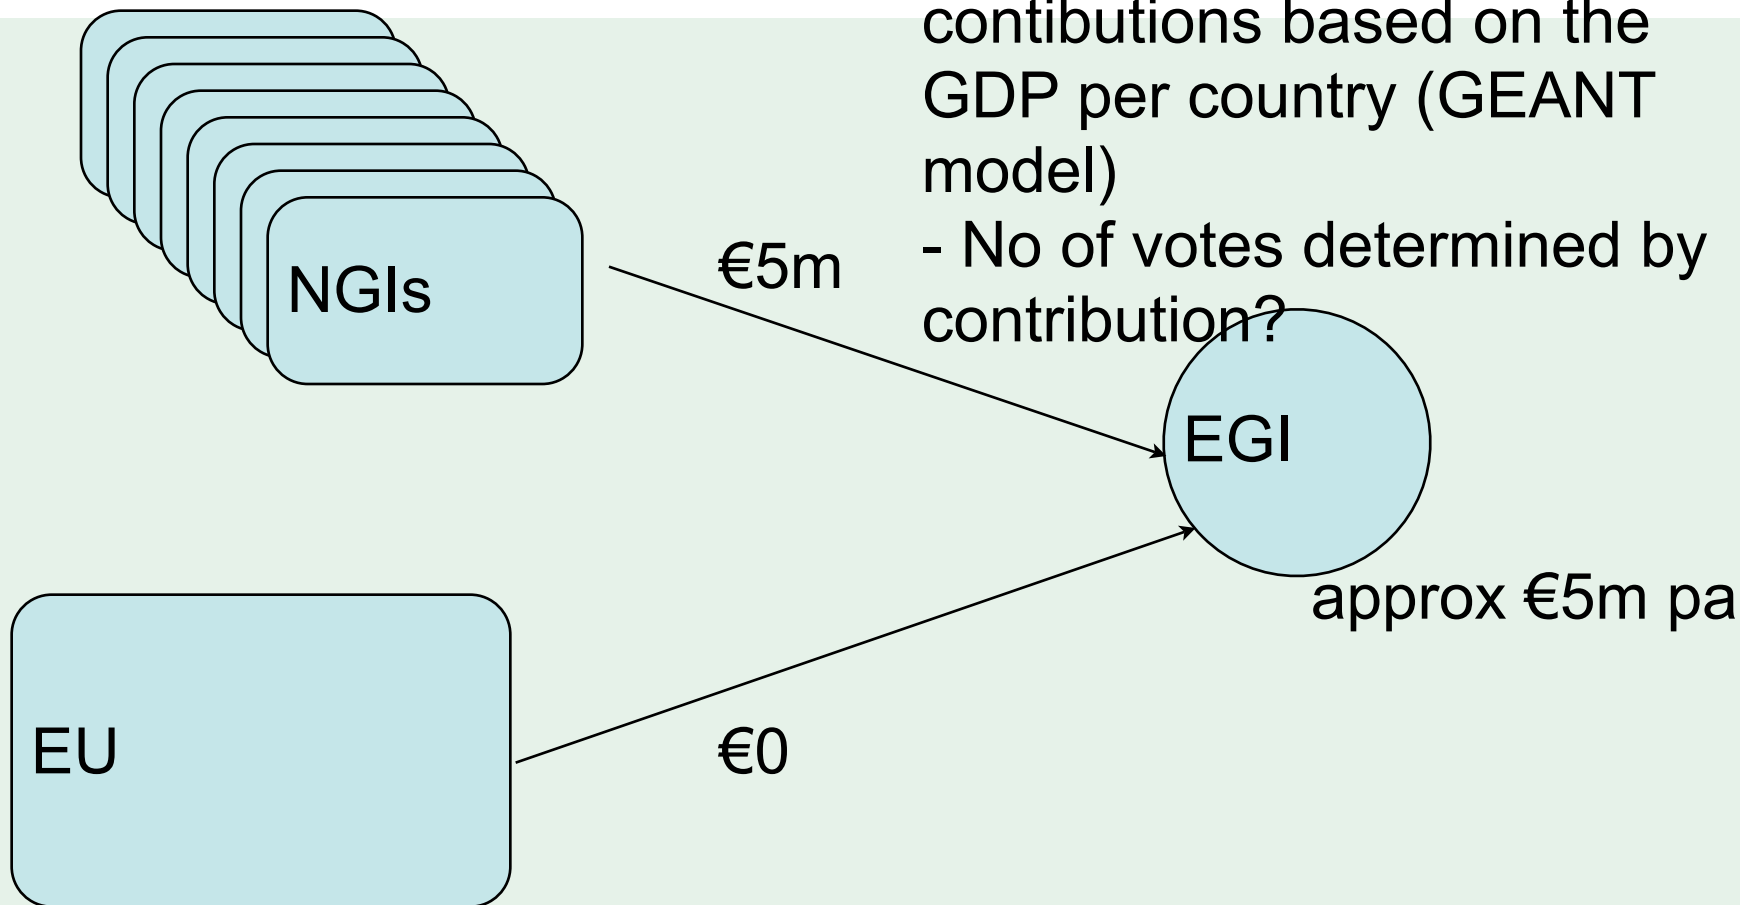 contibutions based on the
GDP per country (GEANT
model)
- No of votes determined by
contribution?
NGIs
€5m
EGI
approx €5m pa
EU
€0